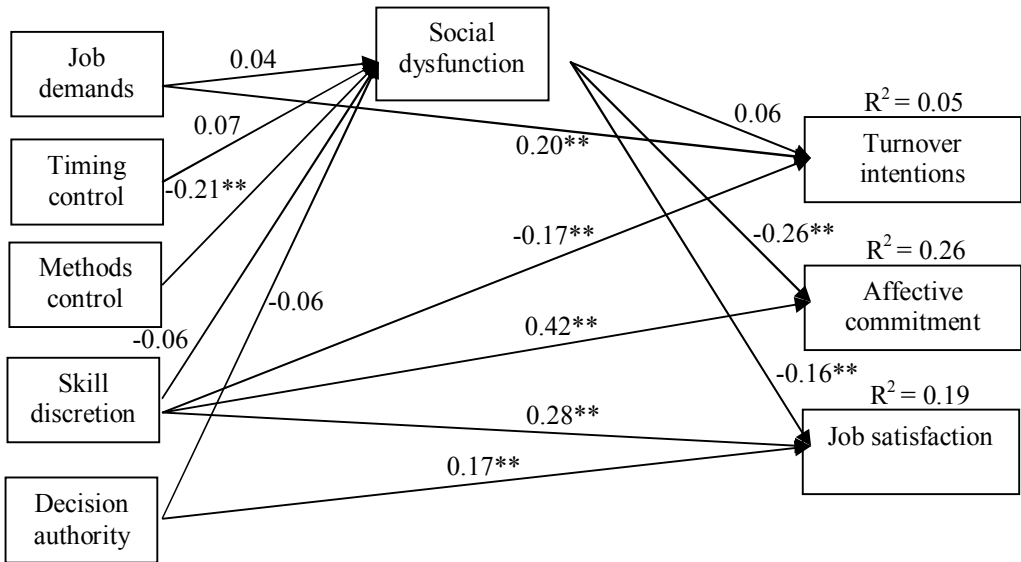 Social
dysfunction
Job
demands
0.04
R² = 0.05
0.06
Turnover
intentions
0.07
0.20**
Timing
control
-0.21**
-0.17**
-0.26**
R² = 0.26
Methods
control
-0.06
Affective
commitment
-0.06
0.42**
Skill
discretion
-0.16**
R² = 0.19
0.28**
Job satisfaction
0.17**
Decision
authority